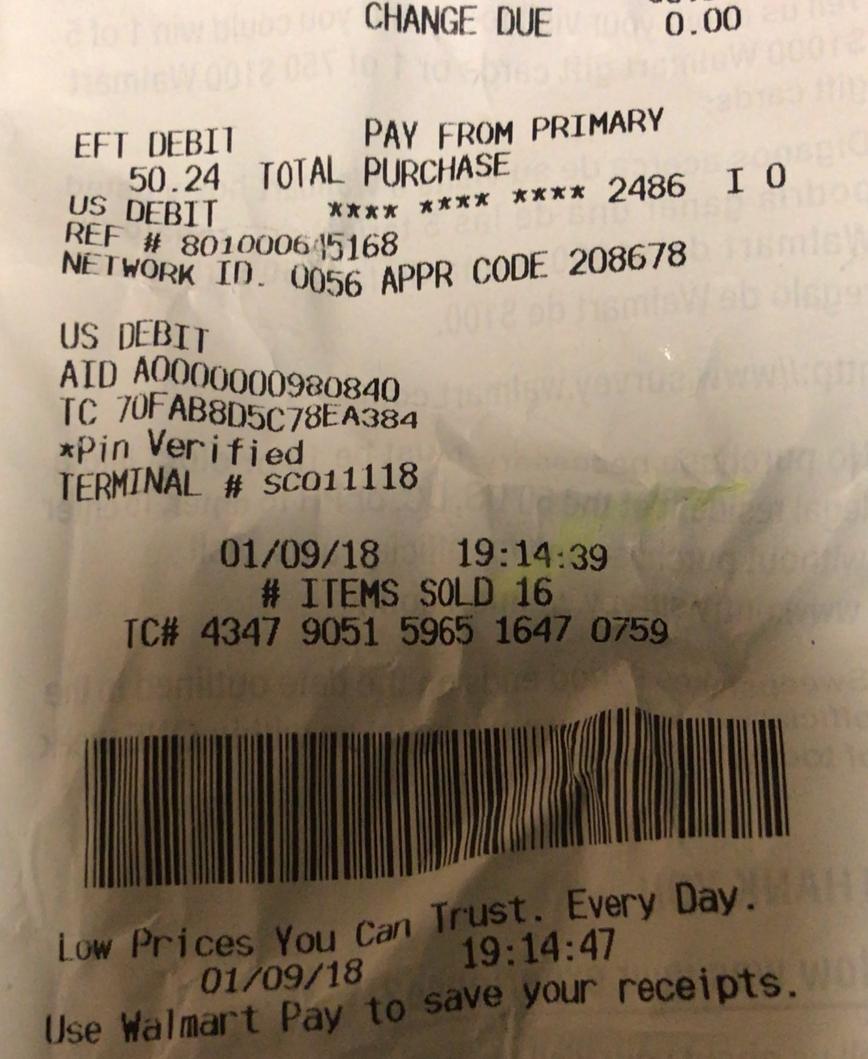 CHANGE DUE 0.00
EFT DEBIT PAY FROM PRIMARY
50.24 TOTAL PURCHASE
US DEBIT **** **** **** 2486 I 0
REF # 801000645168
NETWORK ID. 0056 APPR CODE 208678
US DEBIT
AID A0000000980840
TC 70FAB8D5C78EA384
*Pin Verified
TERMINAL # SC011118
01/09/18 19:14:39
# ITEMS SOLD 16
TC# 4347 9051 5965 1647 0759
Low Prices You Can Trust. Every Day.
01/09/18 19:14:47
Use Walmart Pay to save your receipts.